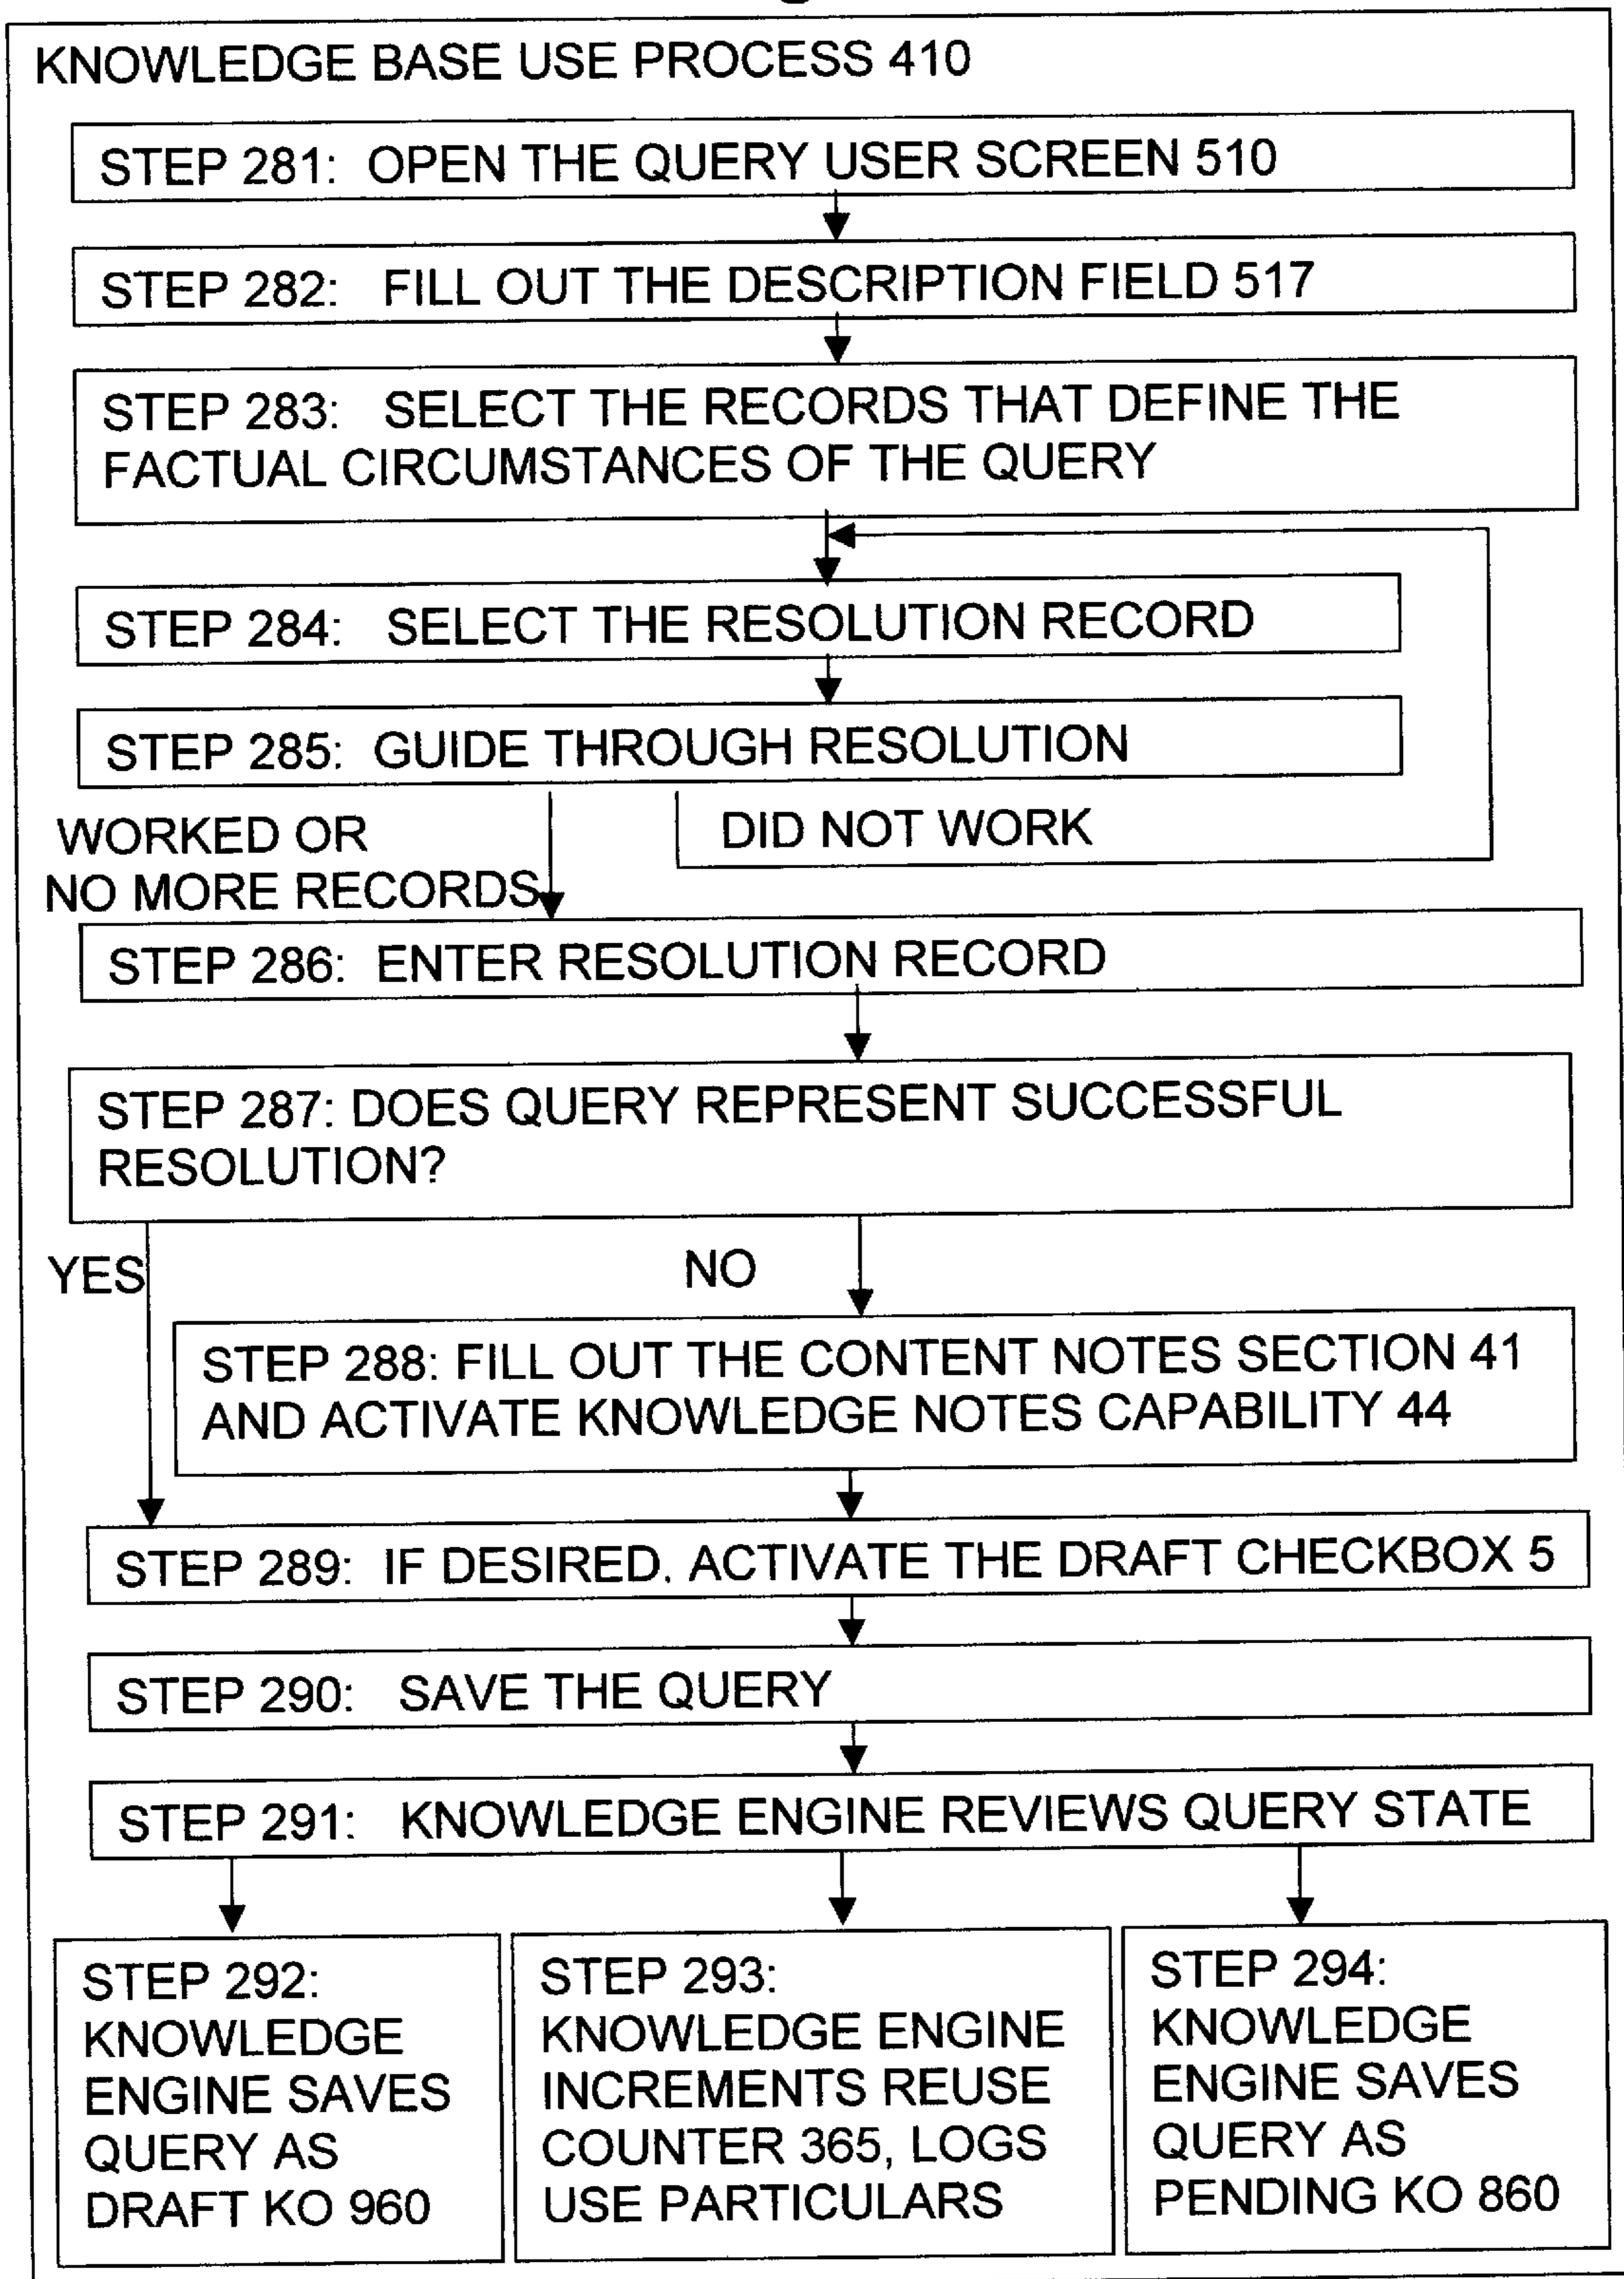 KNOWLEDGE BASE USE PROCESS 410
STEP 281: OPEN THE QUERY USER SCREEN 510
STEP 282: FILL OUT THE DESCRIPTION FIELD 517
STEP 283: SELECT THE RECORDS THAT DEFINE THE
FACTUAL CIRCUMSTANCES OF THE QUERY
STEP 284: SELECT THE RESOLUTION RECORD
STEP 285: GUIDE THROUGH RESOLUTION
WORKED OR
NO MORE RECORDS
DID NOT WORK
STEP 286: ENTER RESOLUTION RECORD
STEP 287: DOES QUERY REPRESENT SUCCESSFUL
RESOLUTION?
YES
NO
STEP 288: FILL OUT THE CONTENT NOTES SECTION 41
AND ACTIVATE KNOWLEDGE NOTES CAPABILITY 44
STEP 289: IF DESIRED. ACTIVATE THE DRAFT CHECKBOX 5
STEP 290: SAVE THE QUERY
STEP 291: KNOWLEDGE ENGINE REVIEWS QUERY STATE
STEP 292:
KNOWLEDGE
ENGINE SAVES
QUERY AS
DRAFT KO 960
STEP 293:
KNOWLEDGE ENGINE
INCREMENTS REUSE
COUNTER 365, LOGS
USE PARTICULARS
STEP 294:
KNOWLEDGE
ENGINE SAVES
QUERY AS
PENDING KO 860